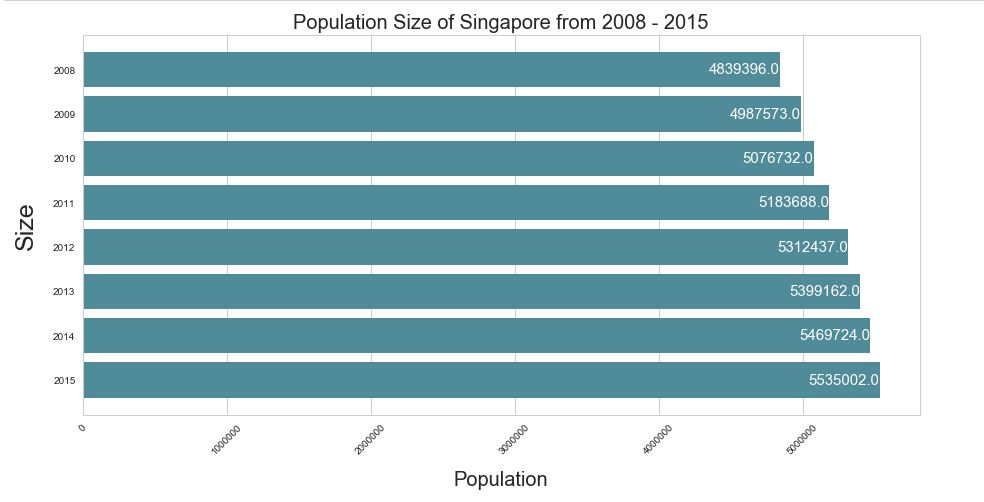 Population Size of Singapore from 2008 - 2015
2008 4839396.0
2009 4987573.0
2010 5076732.0
2011 5183688.0
Size
2012 5312437.0
2013 5399162.0
2014 5469724.0
2015 5535002.0
0 1000000 2000000 3000000 4000000 5000000
Population